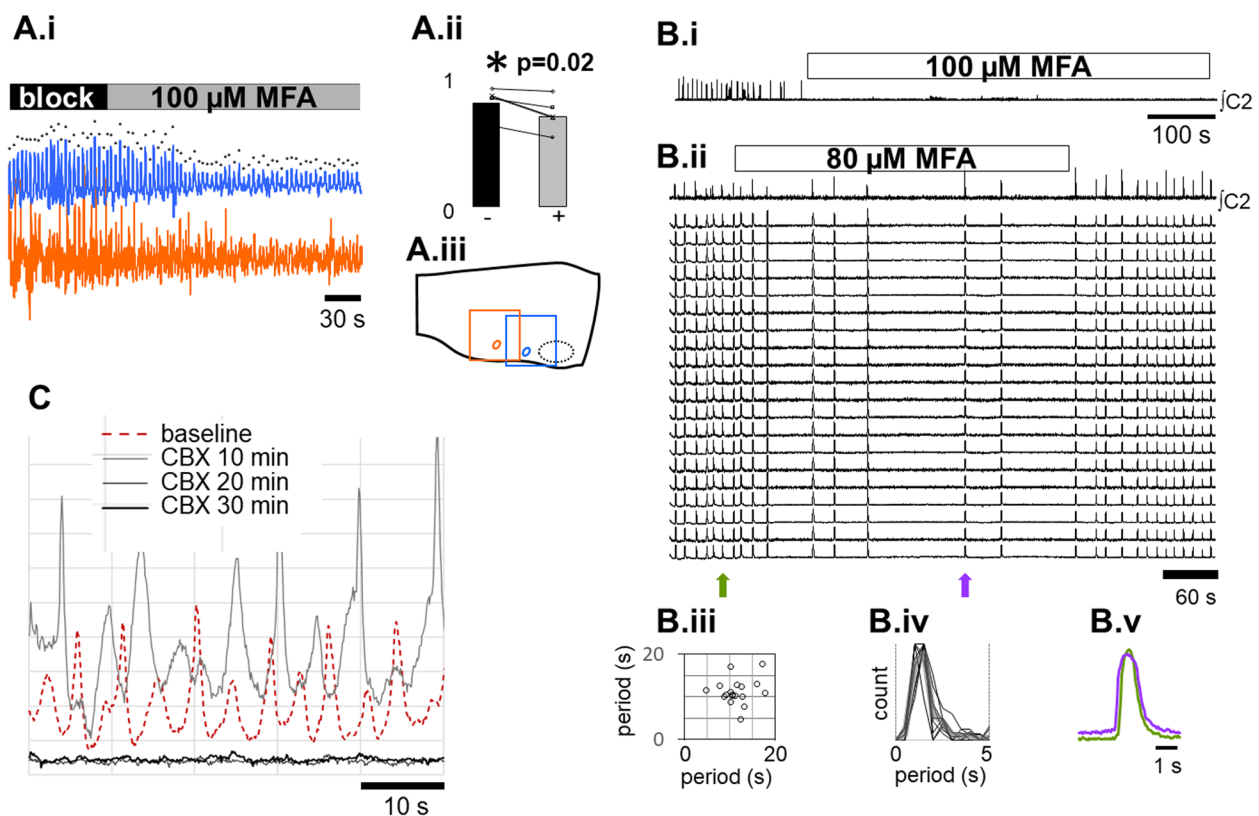 A.i
block 100 µM MFA
30 s
A.ii
* p=0.02
1
0
- +
A.iii
B.i
100 µM MFA
∫C2
100 s
B.ii
80 µM MFA
∫C2
60 s
B.iii
20
period (s)
0
0 20
period (s)
B.iv
count
0 5
period (s)
B.v
1 s
C
baseline
CBX 10 min
CBX 20 min
CBX 30 min
10 s